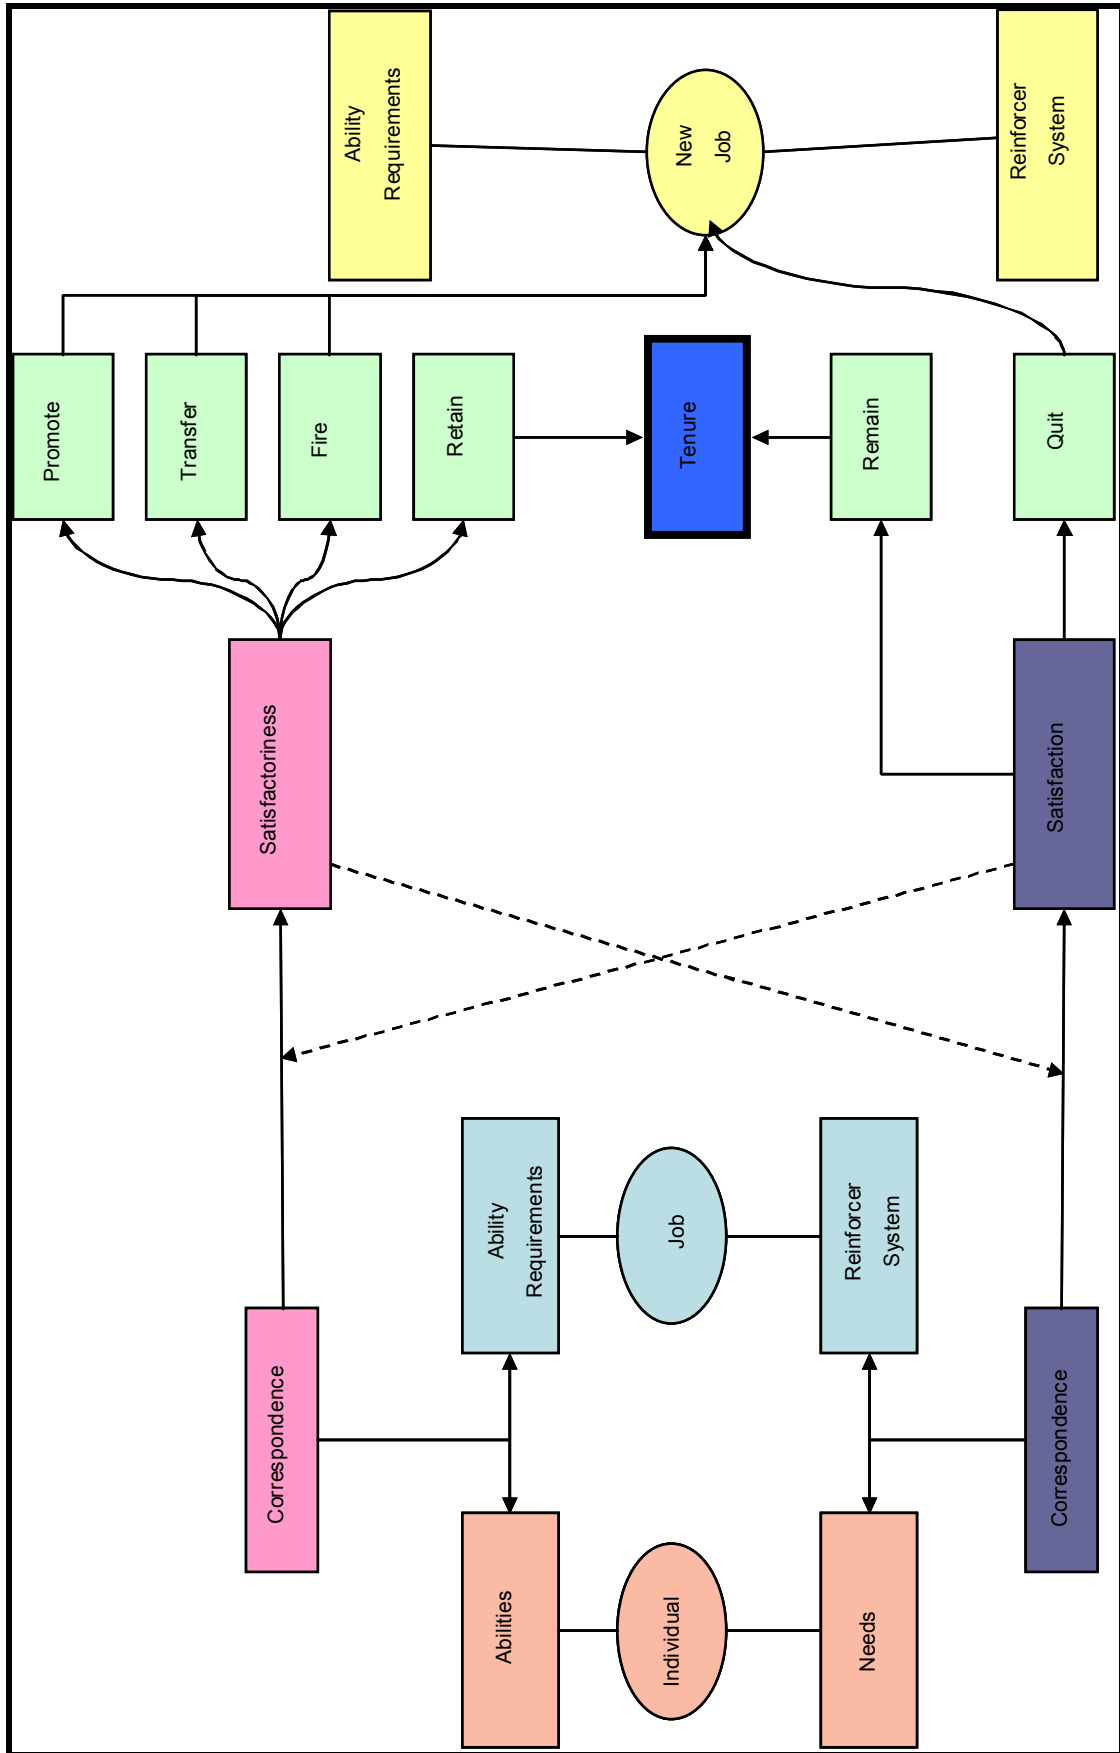 Promote
Transfer
Fire
Retain
Tenure
Remain
Quit
Ability
Requirements
New
Job
Reinforcer
System
Satisfactoriness
Satisfaction
Correspondence
Ability
Requirements
Job
Reinforcer
System
Correspondence
Abilities
Individual
Needs